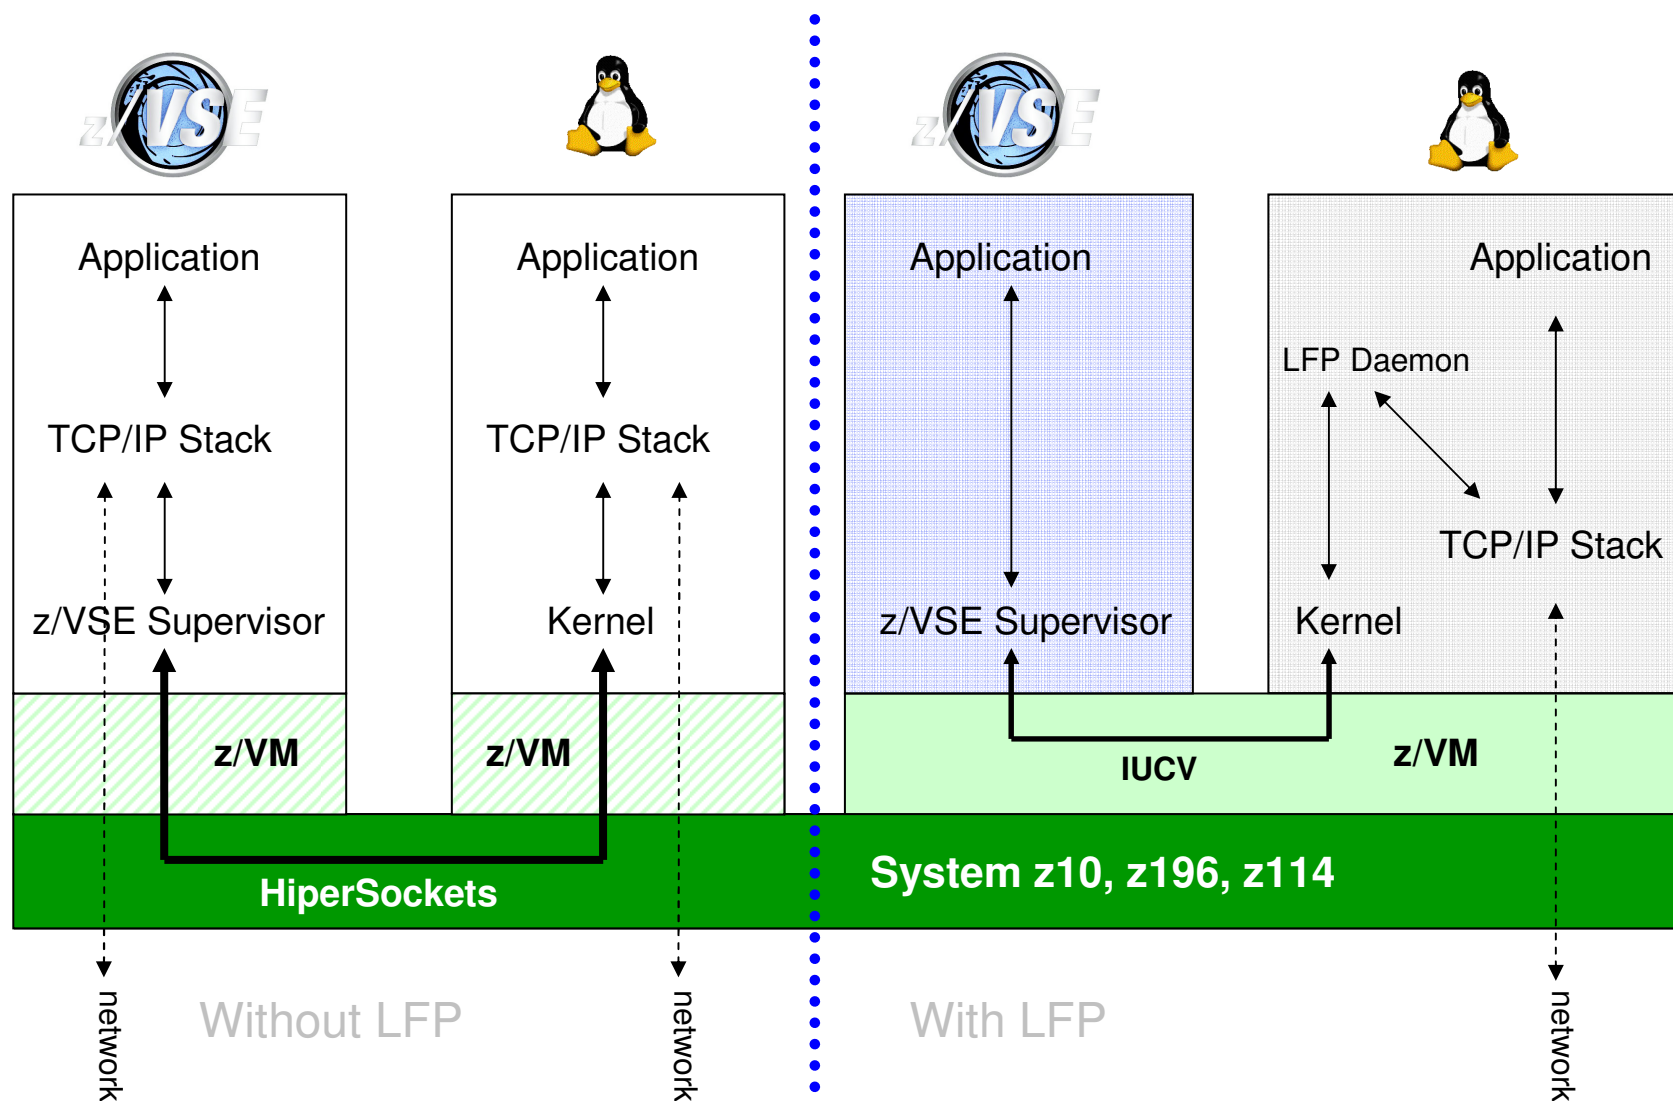 z/VSE
z/VSE
Application
Application
Application
Application
LFP Daemon
TCP/IP Stack
TCP/IP Stack
TCP/IP Stack
z/VSE Supervisor
Kernel
z/VSE Supervisor
Kernel
z/VM
z/VM
IUCV
z/VM
HiperSockets
System z10, z196, z114
network
Without LFP
network
With LFP
network